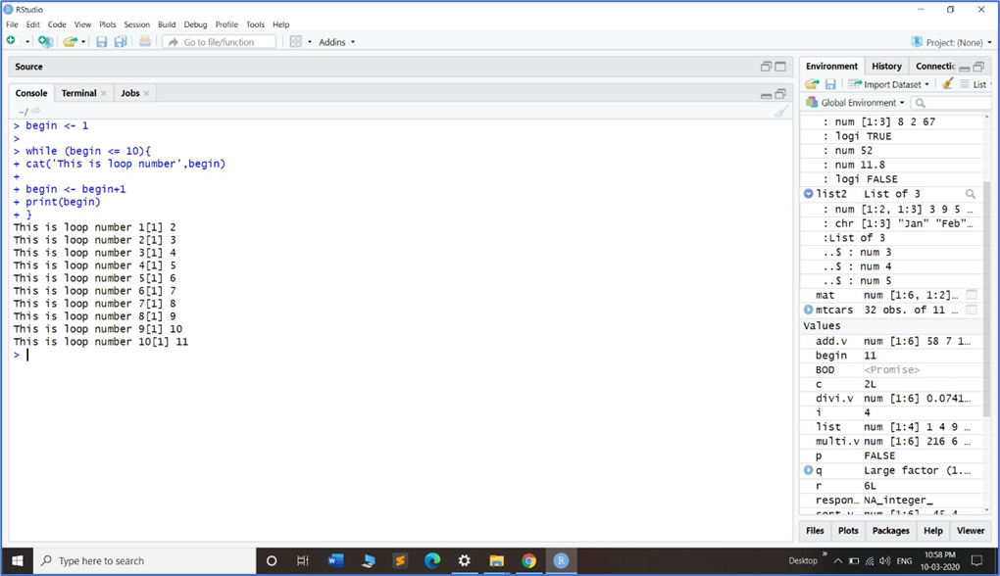 RStudio
File Edit Code View Plots Session Build Debug Profile Tools Help
Go to file/function Addins Project: (None)
Source
Console Terminal Jobs
~/
> begin <- 1
>
> while (begin <= 10){
+ cat('This is loop number',begin)
+
+ begin <- begin+1
+ print(begin)
+ }
This is loop number 1[1] 2
This is loop number 2[1] 3
This is loop number 3[1] 4
This is loop number 4[1] 5
This is loop number 5[1] 6
This is loop number 6[1] 7
This is loop number 7[1] 8
This is loop number 8[1] 9
This is loop number 9[1] 10
This is loop number 10[1] 11
>
Environment History Connectic
Import Dataset List
Global Environment
: num [1:3] 8 2 67
: logi TRUE
: num 52
: num 11.8
: logi FALSE
list2 List of 3
: num [1:2, 1:3] 3 9 5 …
: chr [1:3] "Jan" "Feb"…
:List of 3
..$ : num 3
..$ : num 4
..$ : num 5
mat num [1:6, 1:2]…
mtcars 32 obs. of 11 …
Values
add.v num [1:6] 58 7 1…
begin 11
BOD <Promise>
c 2L
divi.v num [1:6] 0.0741…
i 4
list num [1:4] 1 4 9 …
multi.v num [1:6] 216 6 …
p FALSE
q Large factor (1.…
r 6L
respon… NA_integer_
Files Plots Packages Help Viewer
Type here to search
Desktop » ENG 10:58 PM
10-03-2020